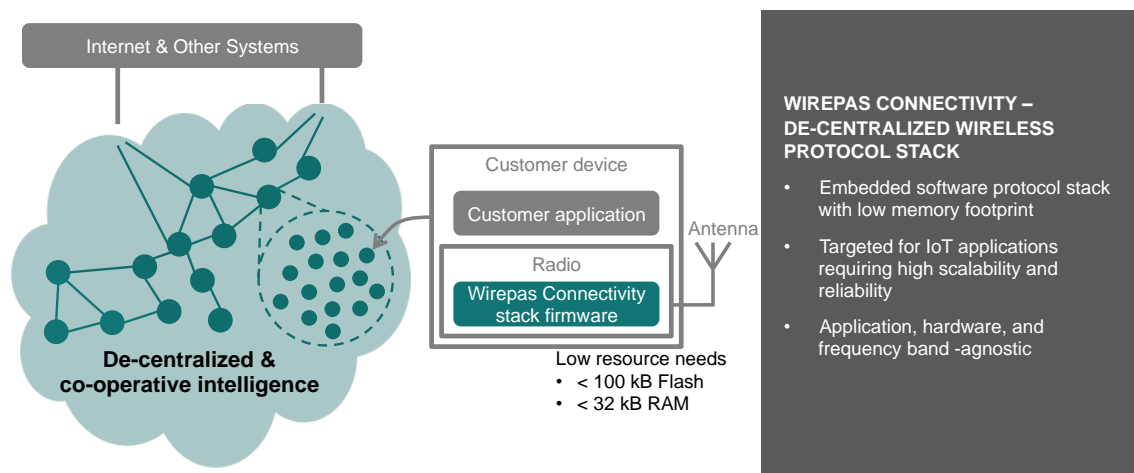 Internet & Other Systems
De-centralized &
co-operative intelligence
Customer device
Customer application
Radio
Wirepas Connectivity
stack firmware
Antenna
Low resource needs
• < 100 kB Flash
• < 32 kB RAM
WIREPAS CONNECTIVITY –
DE-CENTRALIZED WIRELESS
PROTOCOL STACK
• Embedded software protocol stack
with low memory footprint
• Targeted for IoT applications
requiring high scalability and
reliability
• Application, hardware, and
frequency band -agnostic